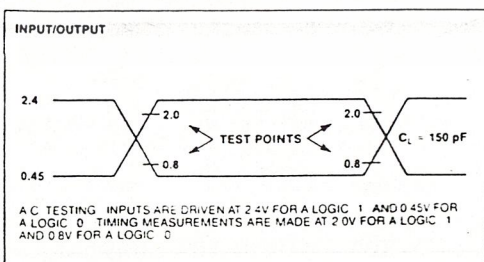 INPUT/OUTPUT
2.4
2.0
TEST POINTS
2.0
C_L = 150 pF
0.8
0.8
0.45
A C TESTING INPUTS ARE DRIVEN AT 2 4V FOR A LOGIC 1 AND 0 45V FOR
A LOGIC 0 TIMING MEASUREMENTS ARE MADE AT 2 0V FOR A LOGIC 1
AND 0 8V FOR A LOGIC 0